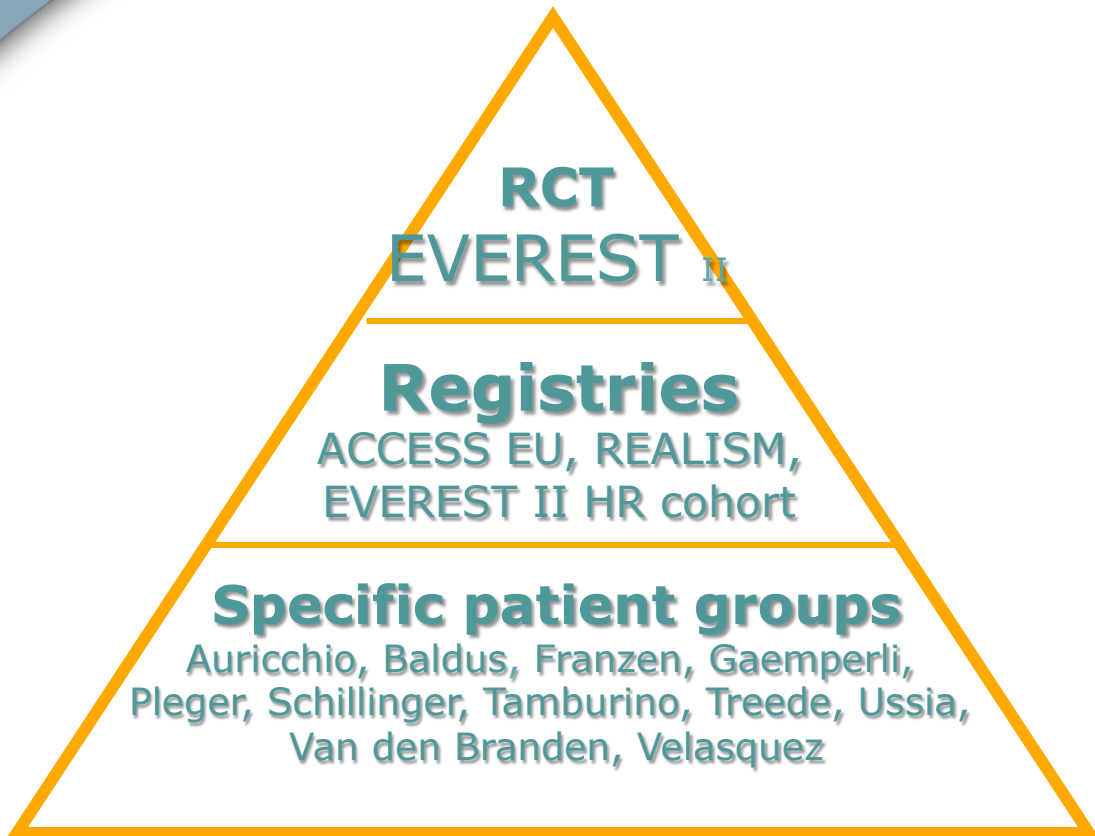 RCT
EVEREST II
Registries
ACCESS EU, REALISM,
EVEREST II HR cohort
Specific patient groups
Auricchio, Baldus, Franzen, Gaemperli,
Pleger, Schillinger, Tamburino, Treede, Ussia,
Van den Branden, Velasquez